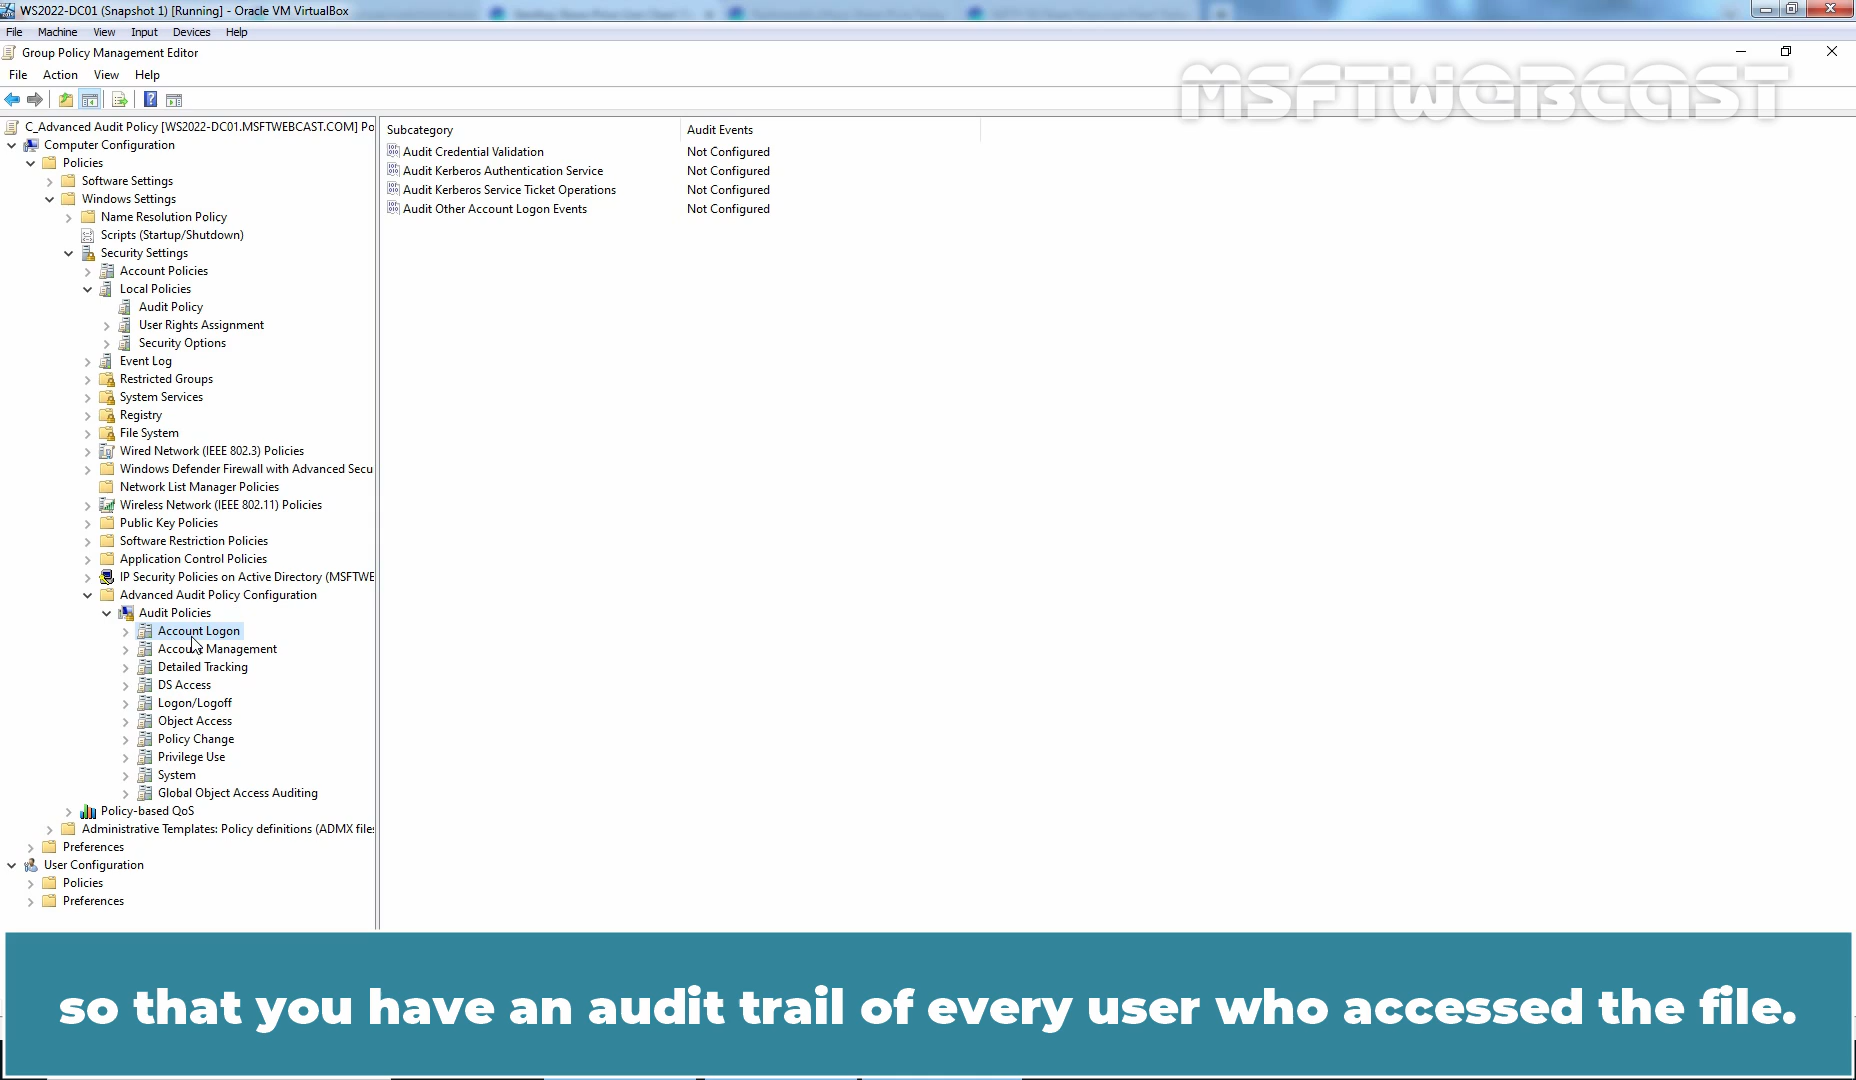 WS2022-DC01 (Snapshot 1) [Running] - Oracle VM VirtualBox
File Machine View Input Devices Help
Group Policy Management Editor
File Action View Help
MSFTWEBCAST
C_Advanced Audit Policy [WS2022-DC01.MSFTWEBCAST.COM] Po
Computer Configuration
Policies
Software Settings
Windows Settings
Name Resolution Policy
Scripts (Startup/Shutdown)
Security Settings
Account Policies
Local Policies
Audit Policy
User Rights Assignment
Security Options
Event Log
Restricted Groups
System Services
Registry
File System
Wired Network (IEEE 802.3) Policies
Windows Defender Firewall with Advanced Secu
Network List Manager Policies
Wireless Network (IEEE 802.11) Policies
Public Key Policies
Software Restriction Policies
Application Control Policies
IP Security Policies on Active Directory (MSFTWE
Advanced Audit Policy Configuration
Audit Policies
Account Logon
Account Management
Detailed Tracking
DS Access
Logon/Logoff
Object Access
Policy Change
Privilege Use
System
Global Object Access Auditing
Policy-based QoS
Administrative Templates: Policy definitions (ADMX files
Preferences
User Configuration
Policies
Preferences
Subcategory Audit Events
Audit Credential Validation Not Configured
Audit Kerberos Authentication Service Not Configured
Audit Kerberos Service Ticket Operations Not Configured
Audit Other Account Logon Events Not Configured
so that you have an audit trail of every user who accessed the file.